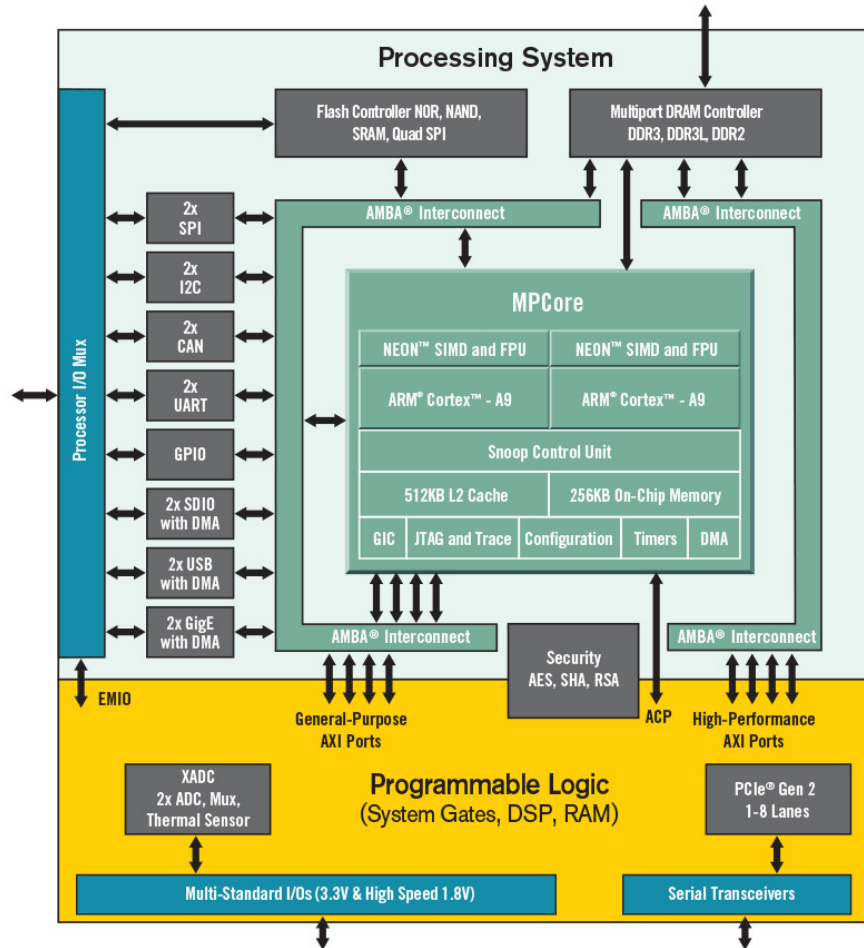 Processing System
Flash Controller NOR, NAND,
SRAM, Quad SPI
Multiport DRAM Controller
DDR3, DDR3L, DDR2
Processor I/O Mux
2x
SPI
2x
I2C
2x
CAN
2x
UART
GPIO
2x SDIO
with DMA
2x USB
with DMA
2x GigE
with DMA
AMBA® Interconnect
AMBA® Interconnect
MPCore
NEON™ SIMD and FPU
NEON™ SIMD and FPU
ARM® Cortex™ - A9
ARM® Cortex™ - A9
Snoop Control Unit
512KB L2 Cache
256KB On-Chip Memory
GIC
JTAG and Trace
Configuration
Timers
DMA
AMBA® Interconnect
AMBA® Interconnect
Security
AES, SHA, RSA
EMIO
General-Purpose
AXI Ports
ACP
High-Performance
AXI Ports
Programmable Logic
(System Gates, DSP, RAM)
XADC
2x ADC, Mux,
Thermal Sensor
PCIe® Gen 2
1-8 Lanes
Multi-Standard I/Os (3.3V & High Speed 1.8V)
Serial Transceivers